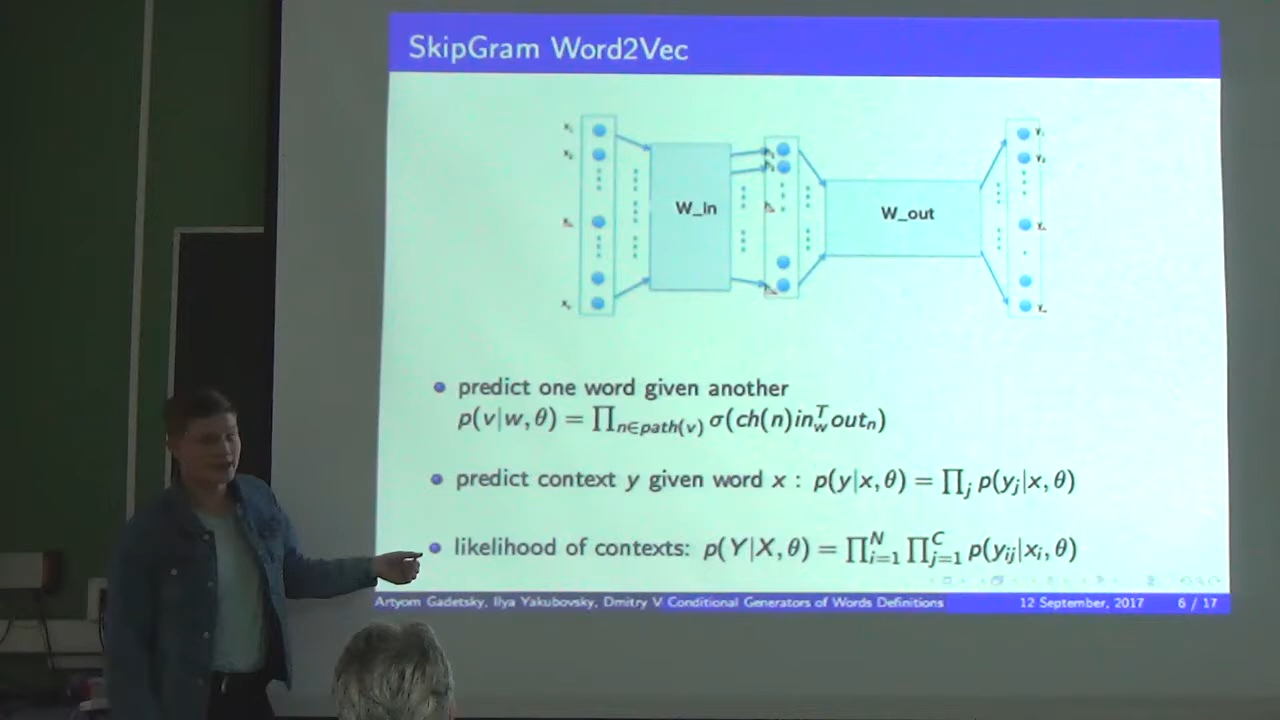 SkipGram Word2Vec
W_in
W_out
predict one word given another
p(v|w, θ) = ∏_{n∈path(v)} σ(ch(n)in_w^T out_n)
predict context y given word x : p(y|x, θ) = ∏_j p(y_j|x, θ)
likelihood of contexts: p(Y|X, θ) = ∏_{i=1}^N ∏_{j=1}^C p(y_{ij}|x_i, θ)
Artyom Gadetsky, Ilya Yakubovsky, Dmitry V Conditional Generators of Words Definitions 12 September, 2017 6 / 17